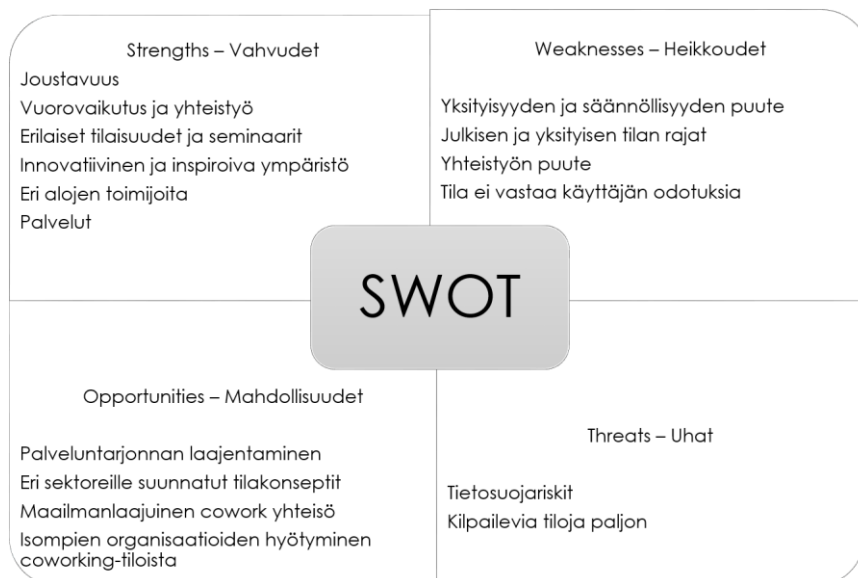 Strengths – Vahvudet
Joustavuus
Vuorovaikutus ja yhteistyö
Erilaiset tilaisuudet ja seminaarit
Innovatiivinen ja inspiroiva ympäristö
Eri alojen toimijoita
Palvelut
Weaknesses – Heikkoudet
Yksityisyyden ja säännöllisyyden puute
Julkisen ja yksityisen tilan rajat
Yhteistyön puute
Tila ei vastaa käyttäjän odotuksia
SWOT
Opportunities – Mahdollisuudet
Palveluntarjonnan laajentaminen
Eri sektoreille suunnatut tilakonseptit
Maailmanlaajuinen cowork yhteisö
Isompien organisaatioiden hyötyminen
coworking-tiloista
Threats – Uhat
Tietosuojariskit
Kilpailevia tiloja paljon